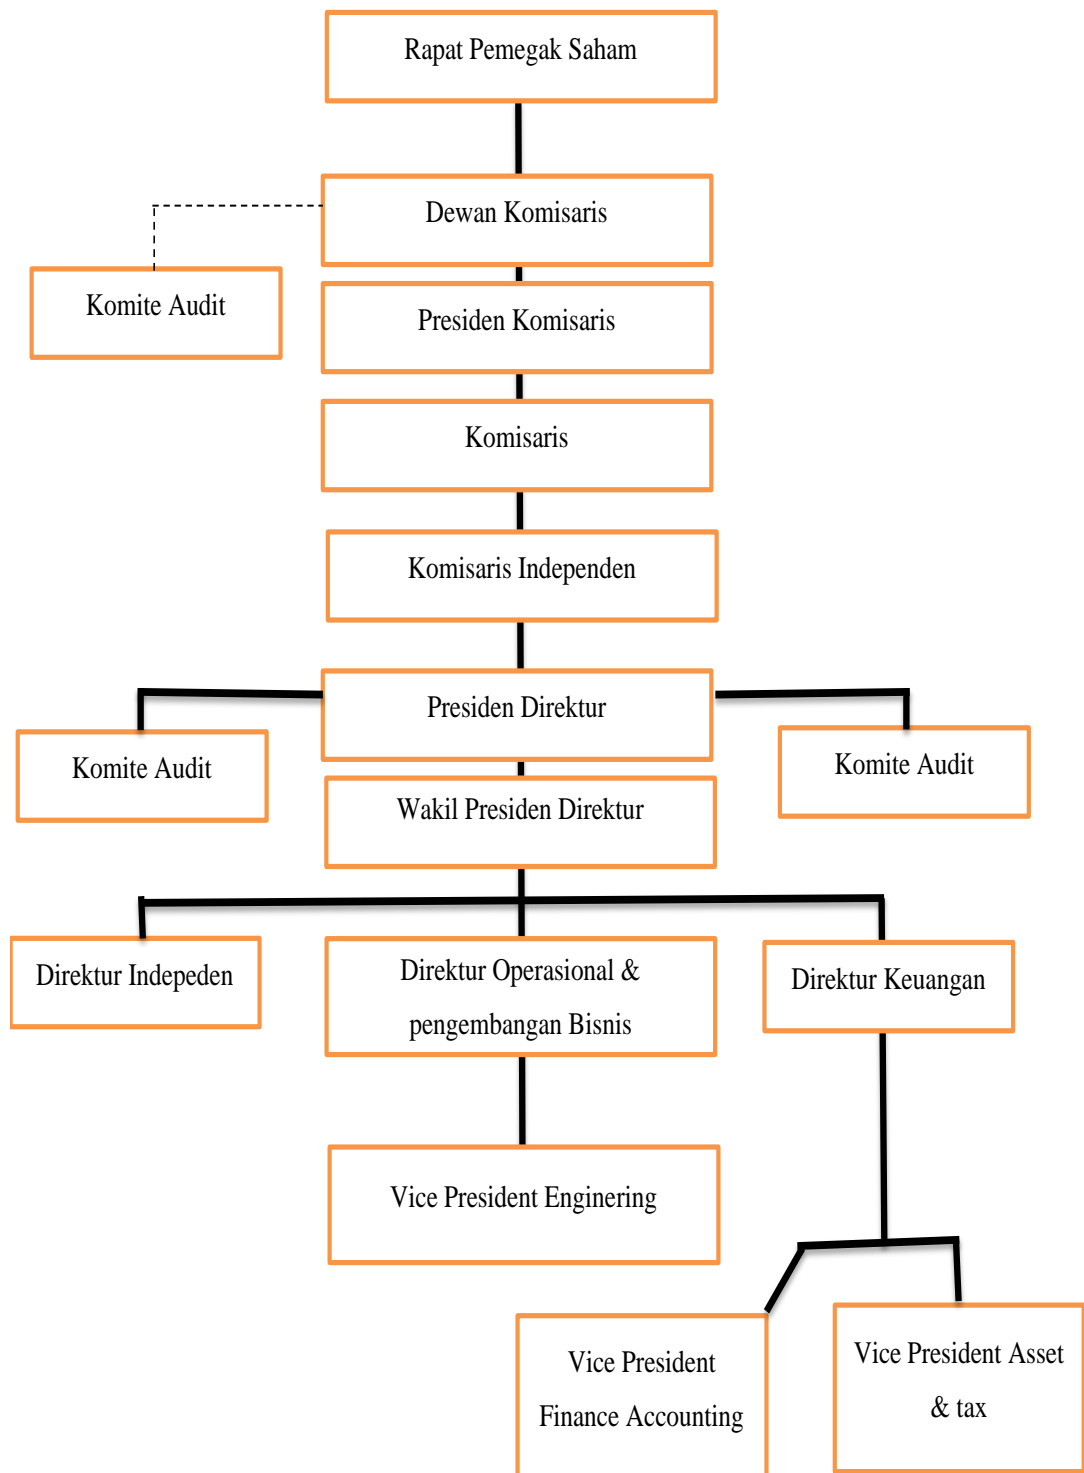 Rapat Pemegak Saham
Dewan Komisaris
Komite Audit
Presiden Komisaris
Komisaris
Komisaris Independen
Presiden Direktur
Komite Audit
Komite Audit
Wakil Presiden Direktur
Direktur Indepeden
Direktur Operasional &
pengembangan Bisnis
Direktur Keuangan
Vice President Enginering
Vice President
Finance Accounting
Vice President Asset
& tax